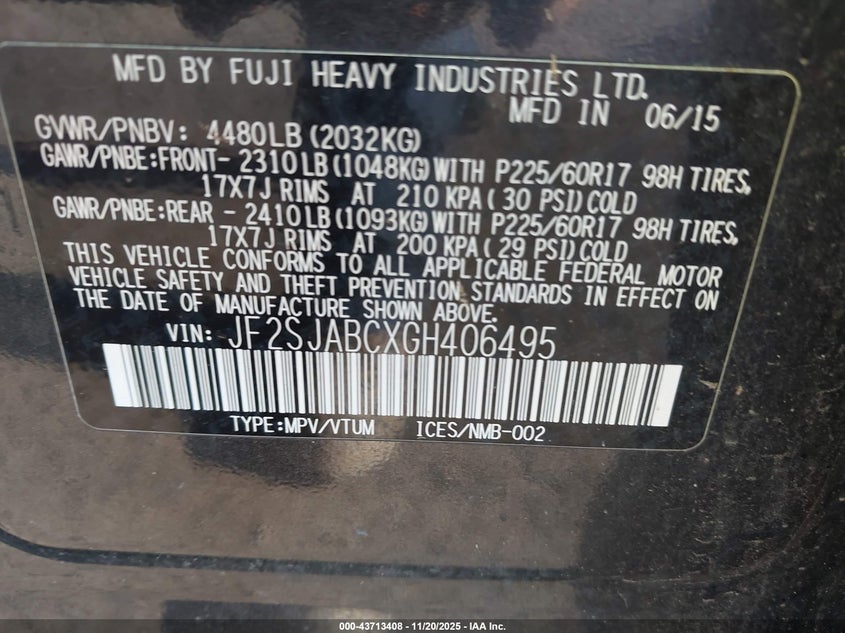 MFD BY FUJI HEAVY INDUSTRIES LTD.
MFD IN 06/15
GVWR/PNBV: 4480LB (2032KG)
GAWR/PNBE:FRONT- 2310LB (1048KG) WITH P225/60R17 98H TIRES,
17X7J RIMS AT 210 KPA( 30 PSI) COLD
GAWR/PNBE:REAR - 2410LB (1093KG) WITH P225/60R17 98H TIRES,
17X7J RIMS AT 200 KPA( 29 PSI) COLD
THIS VEHICLE CONFORMS TO ALL APPLICABLE FEDERAL MOTOR
VEHICLE SAFETY AND THEFT PREVENTION STANDARDS IN EFFECT ON
THE DATE OF MANUFACTURE SHOWN ABOVE.
VIN: JF2SJABCXGH406495
TYPE:MPV/VTUM ICES/NMB-002
000-43713408 - 11/20/2025 - IAA Inc.